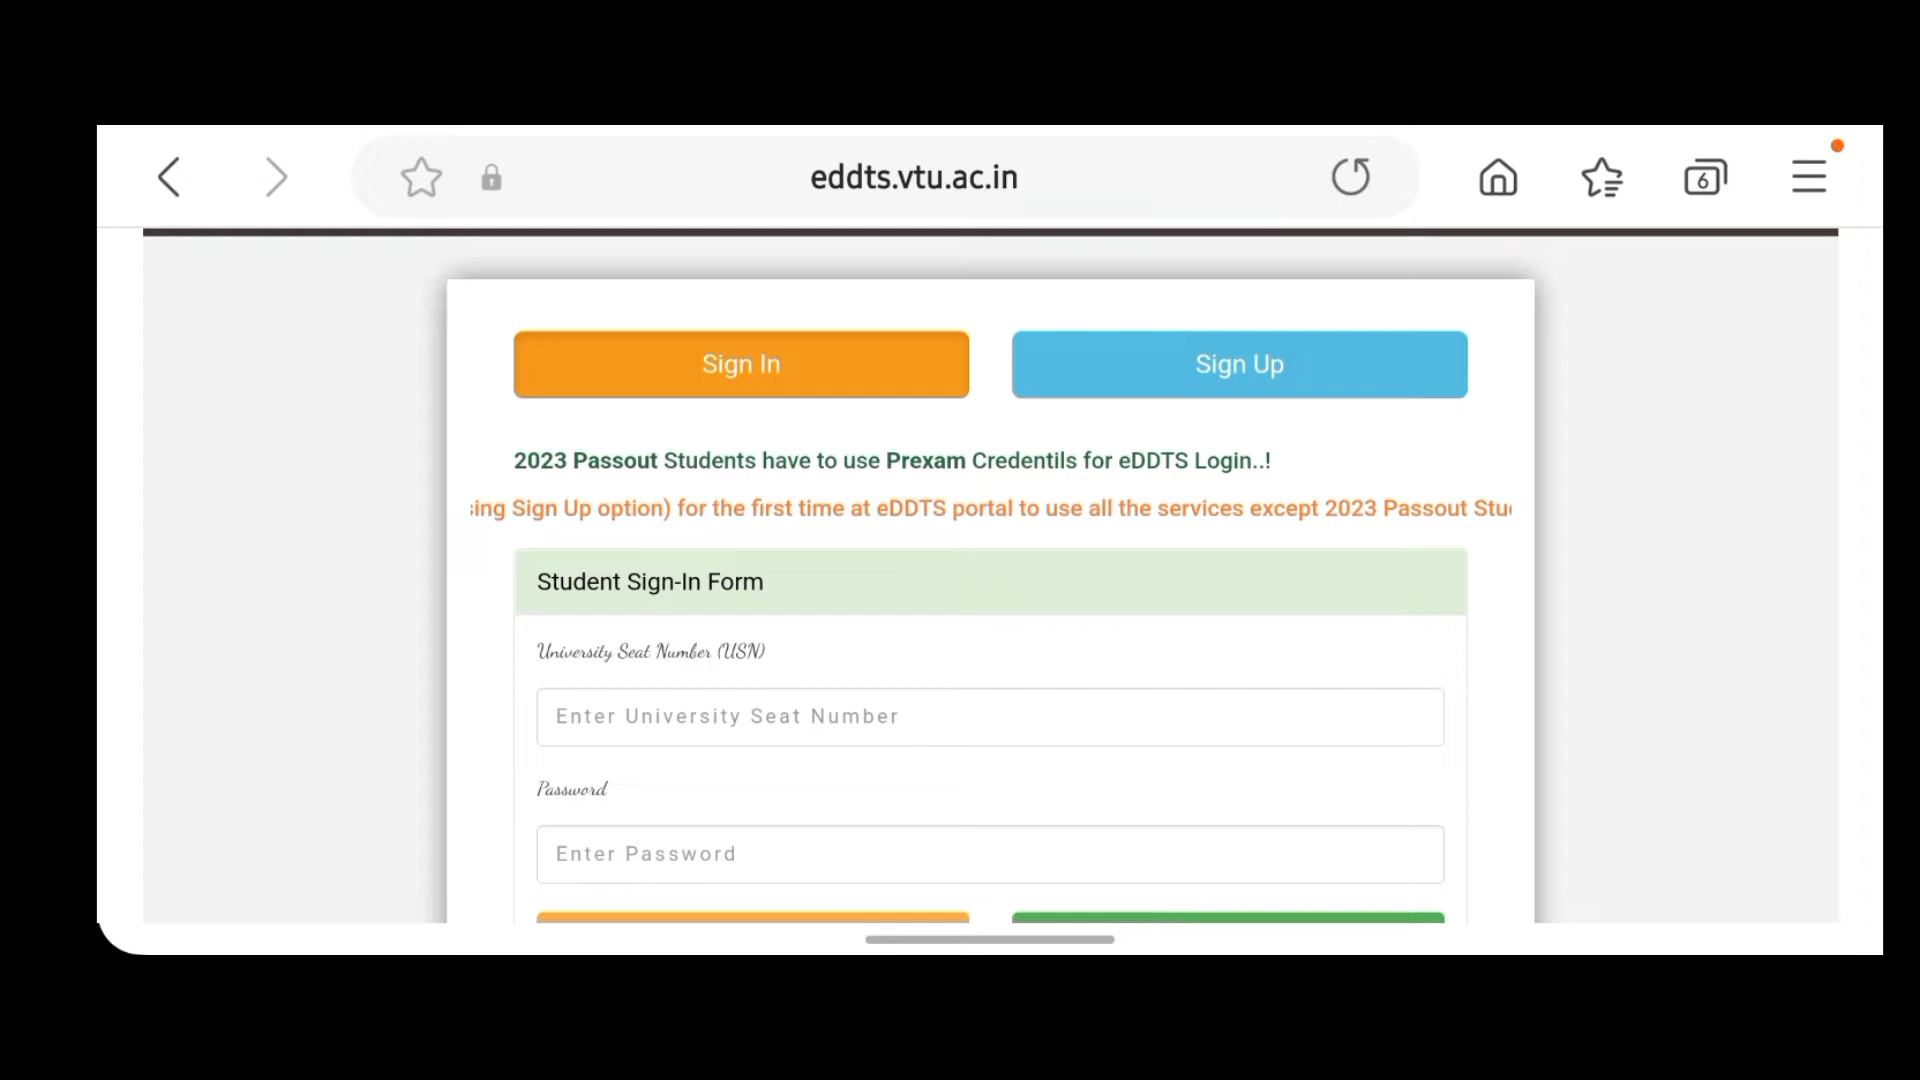 eddts.vtu.ac.in
6
Sign In
Sign Up
2023 Passout Students have to use Prexam Credentils for eDDTS Login..!
Sign Up option) for the first time at eDDTS portal to use all the services except 2023 Passout
Student Sign-In Form
University Seat Number (USN)
Enter University Seat Number
Password
Enter Password